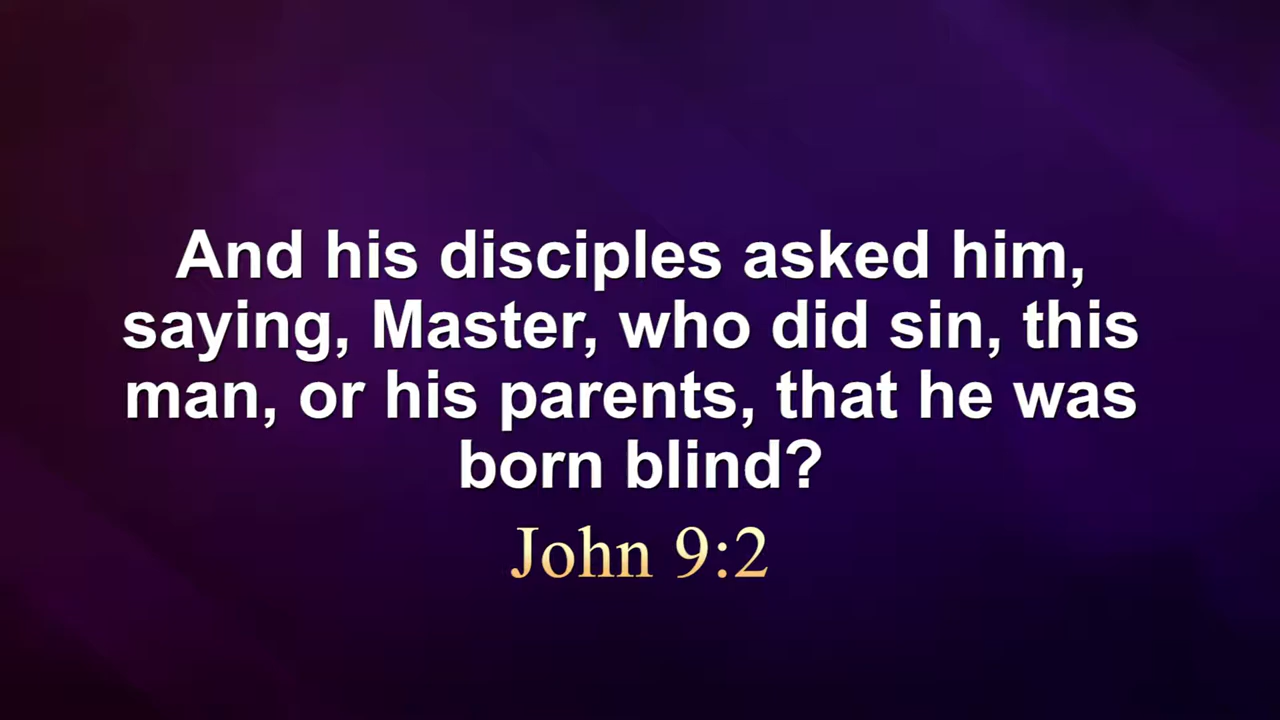 And his disciples asked him,
saying, Master, who did sin, this
man, or his parents, that he was
born blind?
John 9:2